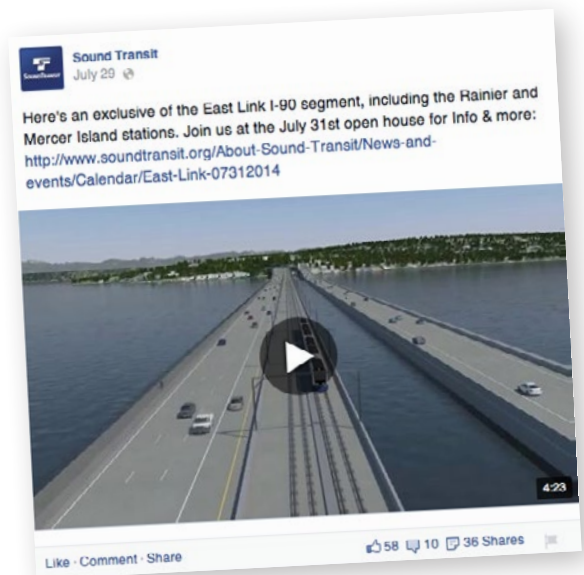 SOUNDTRANSIT
Sound Transit
July 29
Here's an exclusive of the East Link I-90 segment, including the Rainier and
Mercer Island stations. Join us at the July 31st open house for Info & more:
http://www.soundtransit.org/About-Sound-Transit/News-and-
events/Calendar/East-Link-07312014
4:23
Like · Comment · Share
58 10 36 Shares